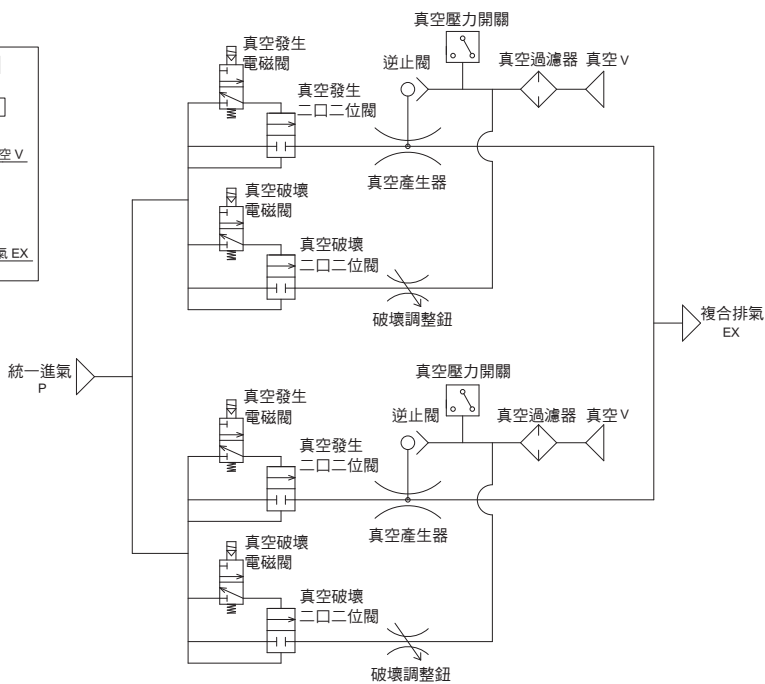 空 V
氣 EX
真空壓力開關
真空發生
電磁閥
逆止閥
真空過濾器
真空 V
真空發生
二口二位閥
真空產生器
真空破壞
電磁閥
真空破壞
二口二位閥
破壞調整鈕
複合排氣
EX
統一進氣
P
真空壓力開關
真空發生
電磁閥
逆止閥
真空過濾器
真空 V
真空發生
二口二位閥
真空產生器
真空破壞
電磁閥
真空破壞
二口二位閥
破壞調整鈕